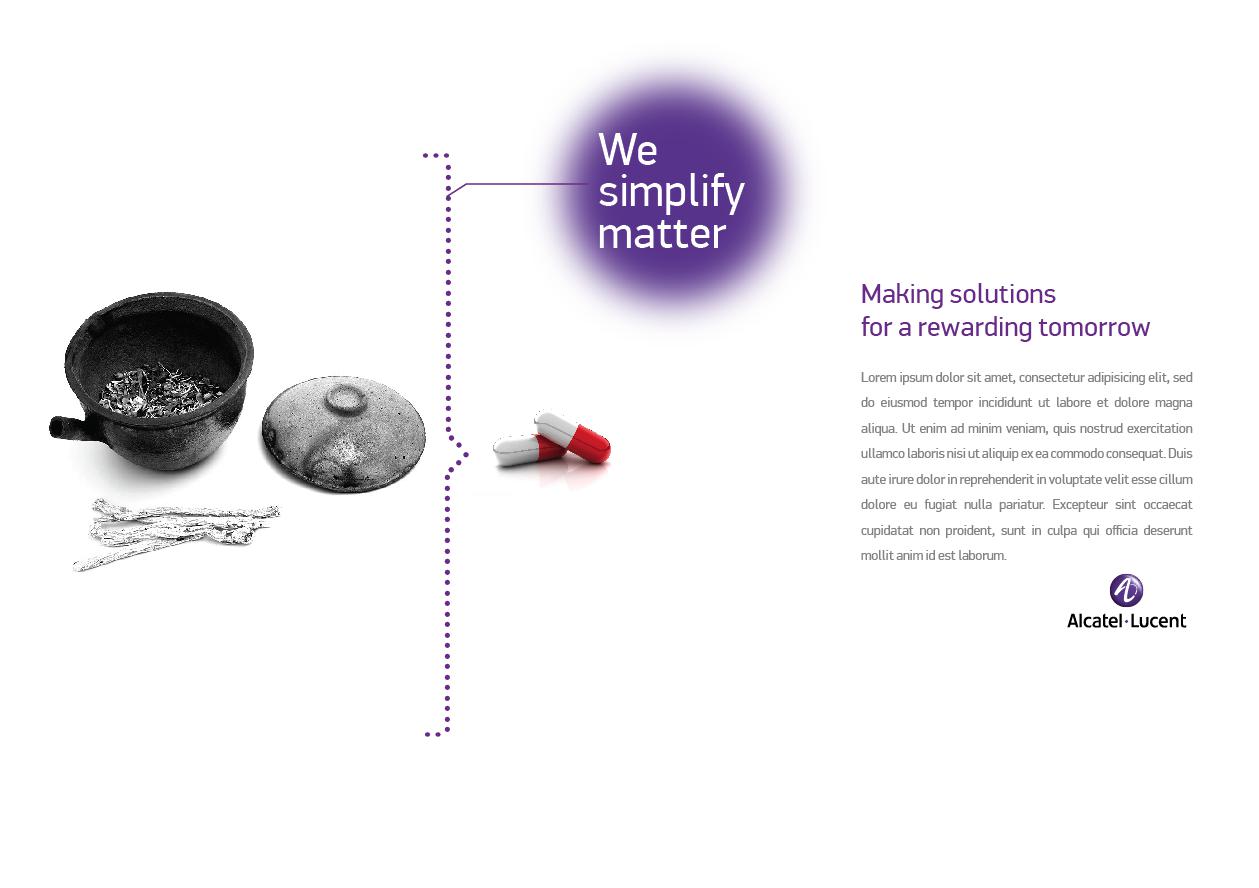 We
simplify
matter
Making solutions
for a rewarding tomorrow
Lorem ipsum dolor sit amet, consectetur adipisicing elit, sed
do eiusmod tempor incididunt ut labore et dolore magna
aliqua. Ut enim ad minim veniam, quis nostrud exercitation
ullamco laboris nisi ut aliquip ex ea commodo consequat. Duis
aute irure dolor in reprehenderit in voluptate velit esse cillum
dolore eu fugiat nulla pariatur. Excepteur sint occaecat
cupidatat non proident, sunt in culpa qui officia deserunt
mollit anim id est laborum.
Alcatel·Lucent